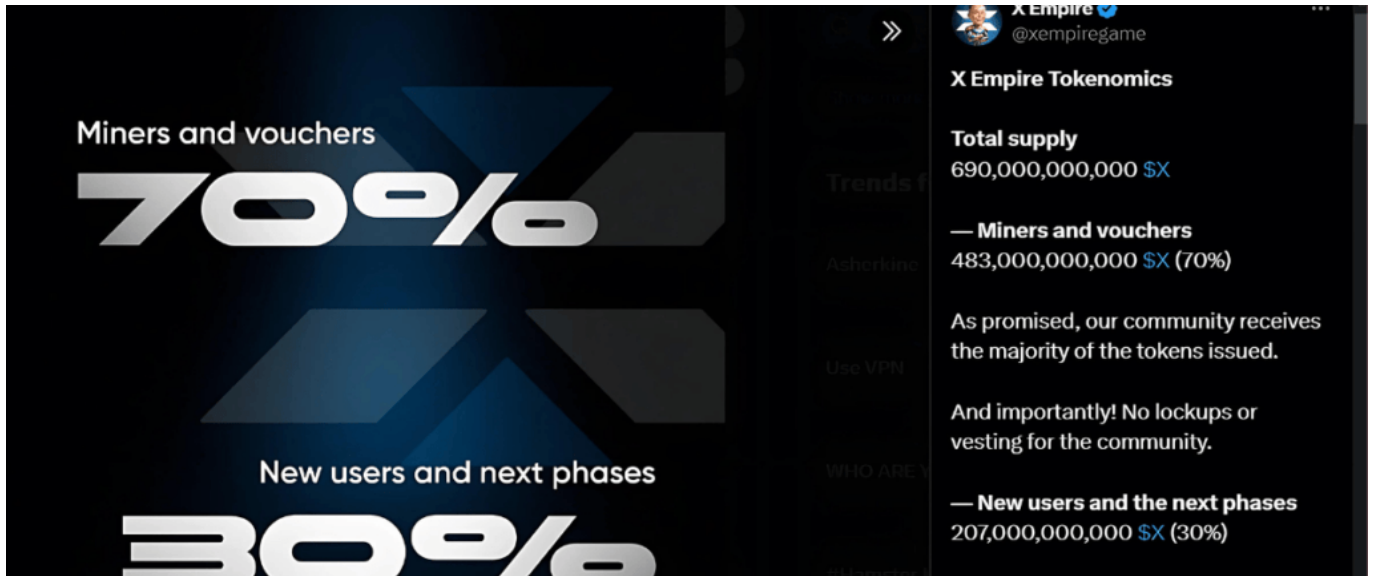 Miners and vouchers
70%
New users and next phases
30%
Trends f
Asherkine
Use VPN
WHO ARE Y
X Empire
@xempiregame
X Empire Tokenomics
Total supply
690,000,000,000 $X
— Miners and vouchers
483,000,000,000 $X (70%)
As promised, our community receives
the majority of the tokens issued.
And importantly! No lockups or
vesting for the community.
— New users and the next phases
207,000,000,000 $X (30%)